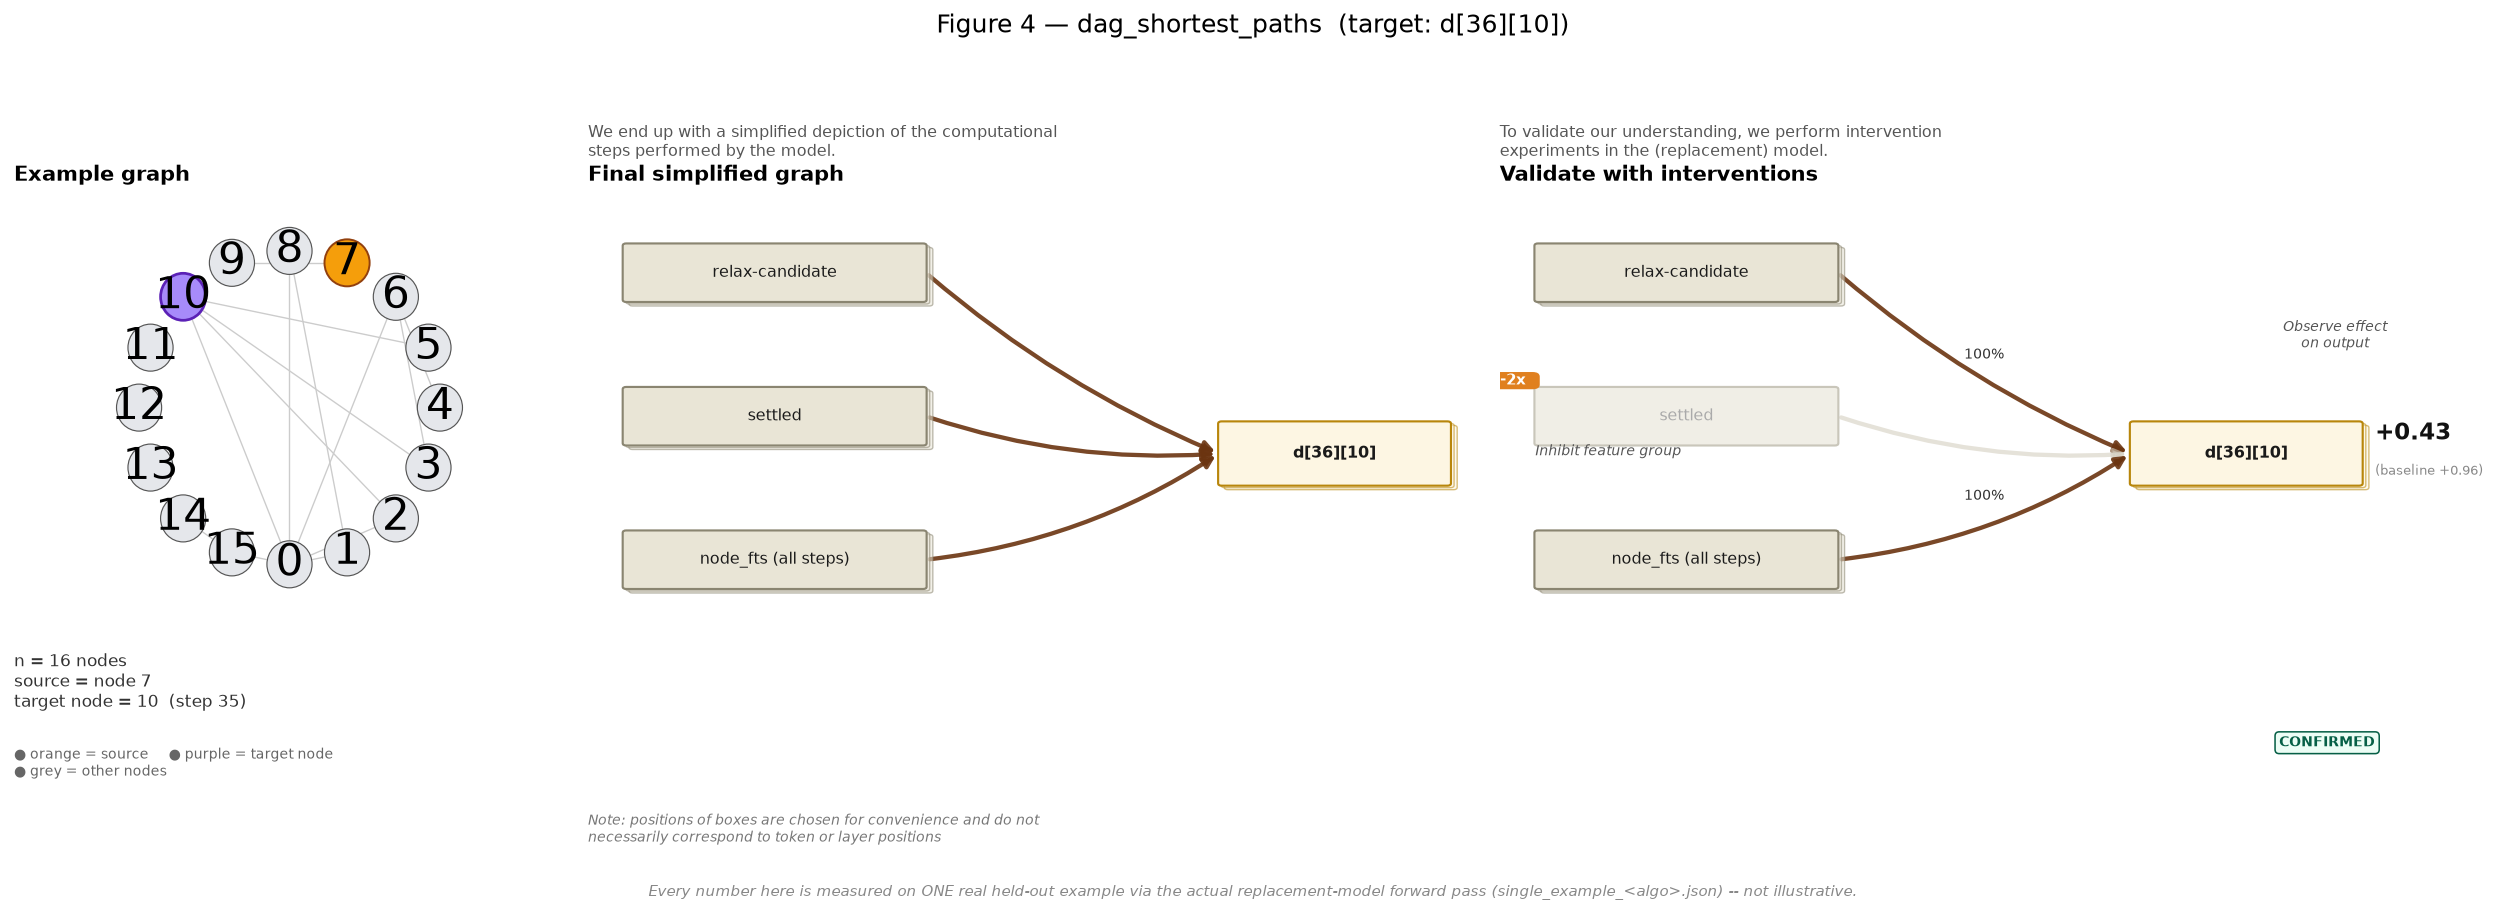 Figure 4 — dag_shortest_paths  (target: d[36][10])
Example graph
9
8
7
10
6
11
5
12
4
13
3
14
2
15
0
1
n = 16 nodes
source = node 7
target node = 10  (step 35)
● orange = source  ● purple = target node
● grey = other nodes
We end up with a simplified depiction of the computational
steps performed by the model.
Final simplified graph
relax-candidate
settled
node_fts (all steps)
d[36][10]
Note: positions of boxes are chosen for convenience and do not
necessarily correspond to token or layer positions
To validate our understanding, we perform intervention
experiments in the (replacement) model.
Validate with interventions
relax-candidate
Observe effect
on output
100%
-2x
settled
Inhibit feature group
d[36][10]
+0.43
(baseline +0.96)
100%
node_fts (all steps)
CONFIRMED
Every number here is measured on ONE real held-out example via the actual replacement-model forward pass (single_example_<algo>.json) -- not illustrative.